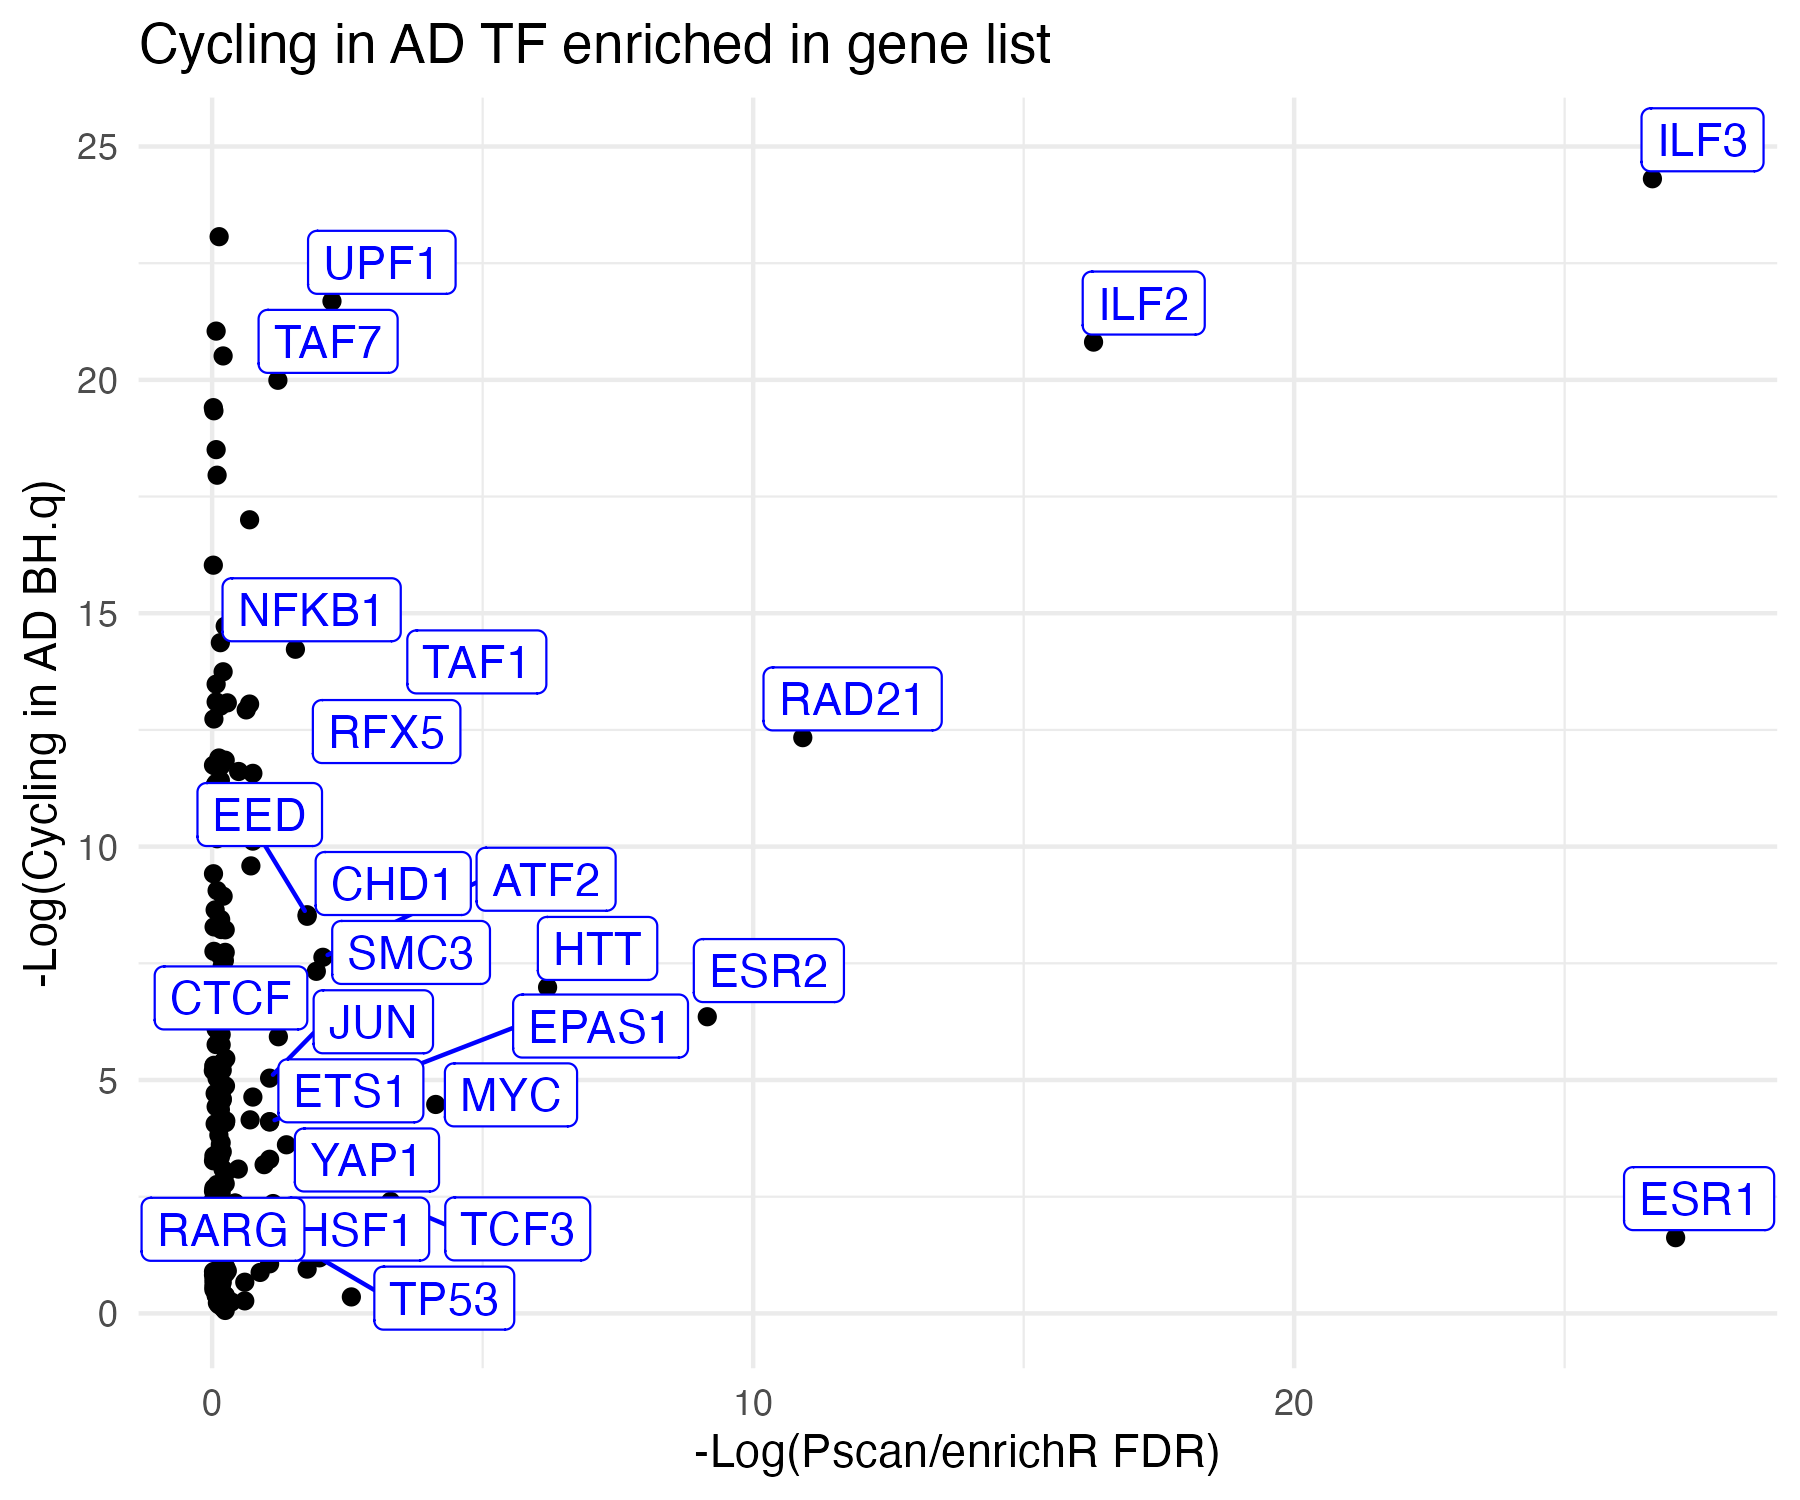 Cycling in AD TF enriched in gene list
-Log(Cycling in AD BH.q)
25
20
15
10
5
0
ILF3
UPF1
ILF2
TAF7
NFKB1
TAF1
RAD21
RFX5
EED
CHD1
ATF2
SMC3
HTT
ESR2
CTCF
JUN
EPAS1
ETS1
MYC
YAP1
ESR1
RARG
HSF1
TCF3
TP53
0
10
20
-Log(Pscan/enrichR FDR)